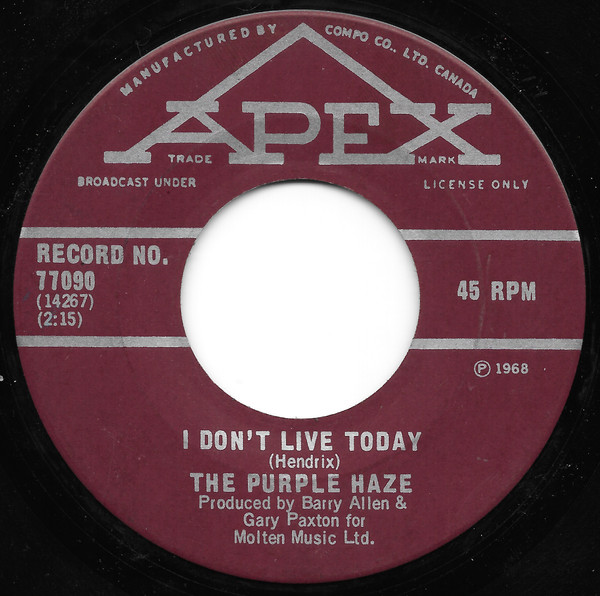 MANUFACTURED BY COMPO CO., LTD. CANADA
APEX
TRADE MARK
BROADCAST UNDER LICENSE ONLY
RECORD NO.
77090
(14267)
(2:15)
45 RPM
℗ 1968
I DON'T LIVE TODAY
(Hendrix)
THE PURPLE HAZE
Produced by Barry Allen &
Gary Paxton for
Molten Music Ltd.